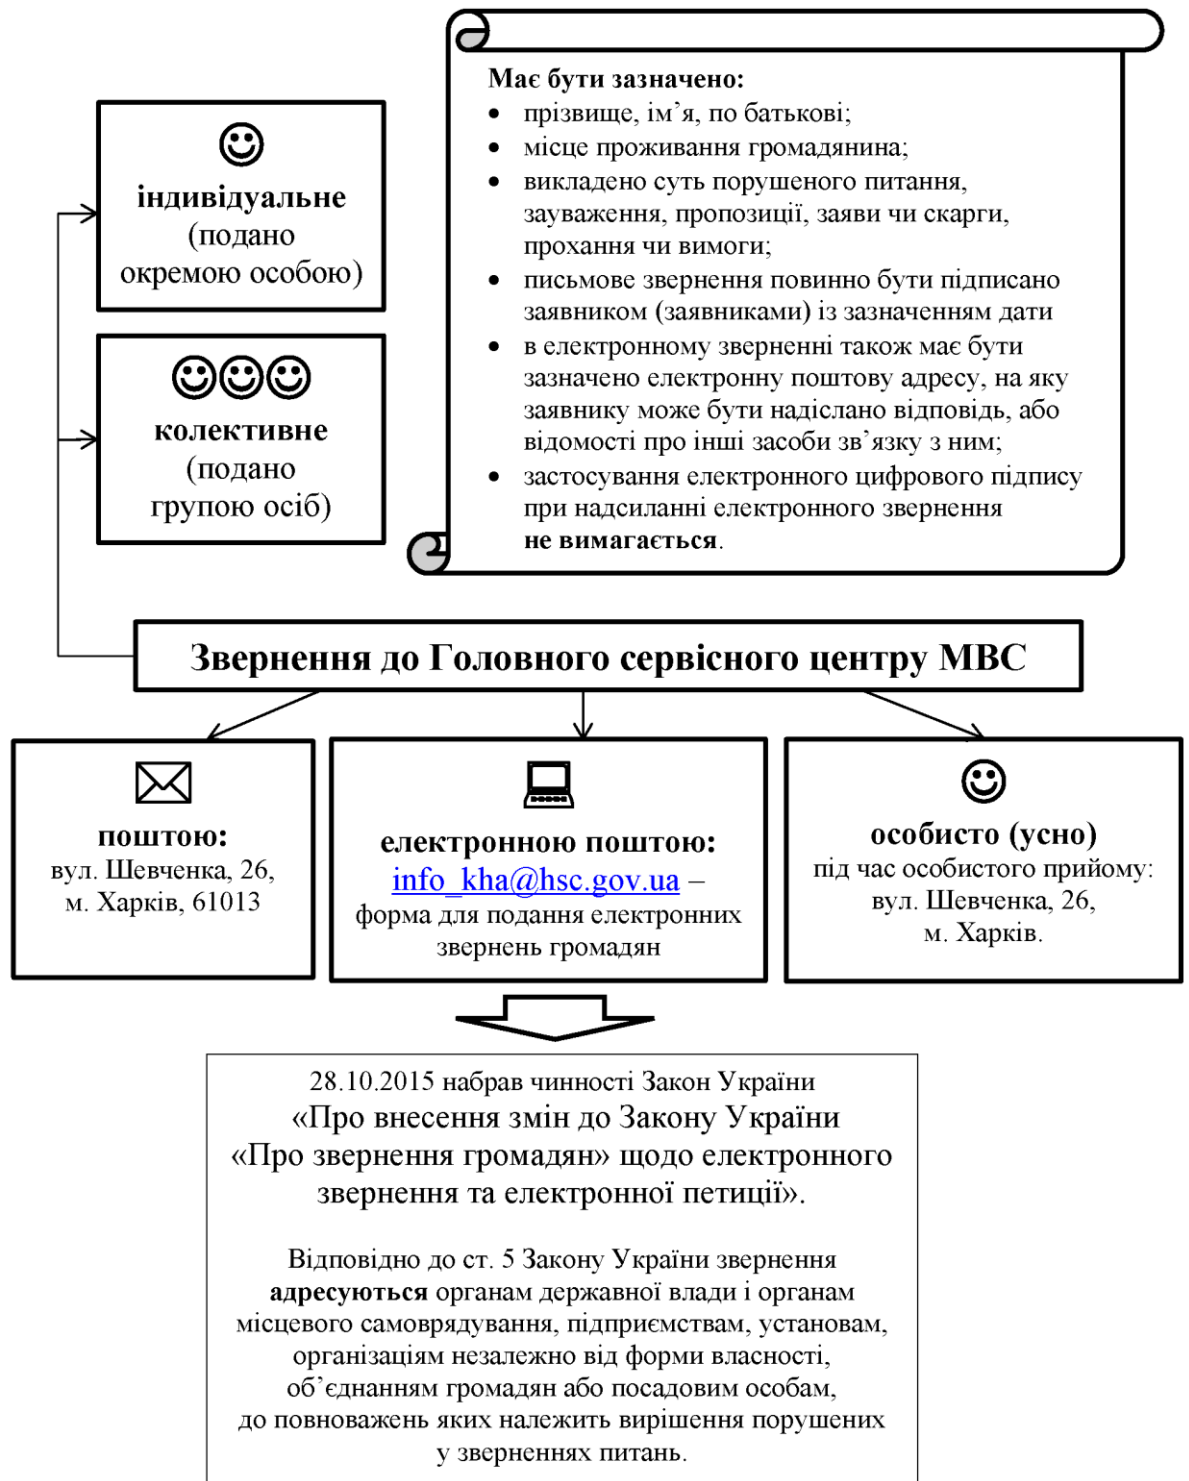 Має бути зазначено:
• прізвище, ім’я, по батькові;
• місце проживання громадянина;
• викладено суть порушеного питання,
зауваження, пропозиції, заяви чи скарги,
прохання чи вимоги;
• письмове звернення повинно бути підписано
заявником (заявниками) із зазначенням дати
• в електронному зверненні також має бути
зазначено електронну поштову адресу, на яку
заявнику може бути надіслано відповідь, або
відомості про інші засоби зв’язку з ним;
• застосування електронного цифрового підпису
при надсиланні електронного звернення
не вимагається.
індивідуальне
(подано
окремою особою)
колективне
(подано
групою осіб)
Звернення до Головного сервісного центру МВС
поштою:
вул. Шевченка, 26,
м. Харків, 61013
електронною поштою:
info_kha@hsc.gov.ua –
форма для подання електронних
звернень громадян
особисто (усно)
під час особистого прийому:
вул. Шевченка, 26,
м. Харків.
28.10.2015 набрав чинності Закон України
«Про внесення змін до Закону України
«Про звернення громадян» щодо електронного
звернення та електронної петиції».
Відповідно до ст. 5 Закону України звернення
адресуються органам державної влади і органам
місцевого самоврядування, підприємствам, установам,
організаціям незалежно від форми власності,
об’єднанням громадян або посадовим особам,
до повноважень яких належить вирішення порушених
у зверненнях питань.